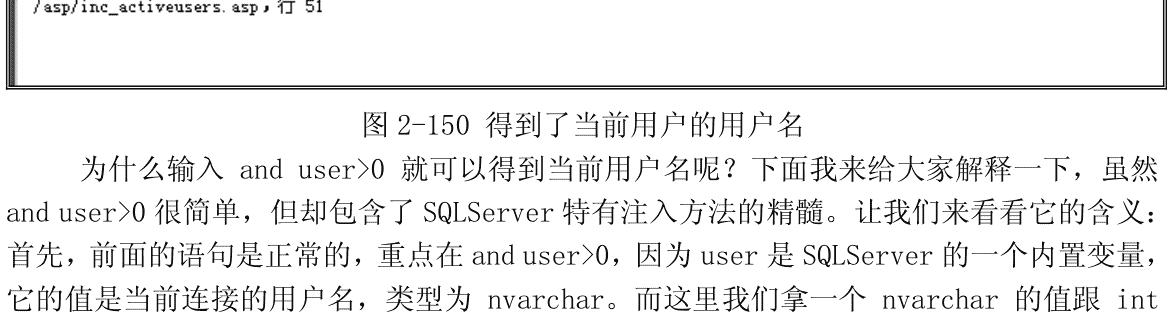 /asp/inc_activeusers.asp，行 51
图 2-150 得到了当前用户的用户名
为什么输入 and user>0 就可以得到当前用户名呢？下面我来给大家解释一下，虽然
and user>0 很简单，但却包含了 SQLServer 特有注入方法的精髓。让我们来看看它的含义：
首先，前面的语句是正常的，重点在 and user>0，因为 user 是 SQLServer 的一个内置变量，
它的值是当前连接的用户名，类型为 nvarchar。而这里我们拿一个 nvarchar 的值跟 int